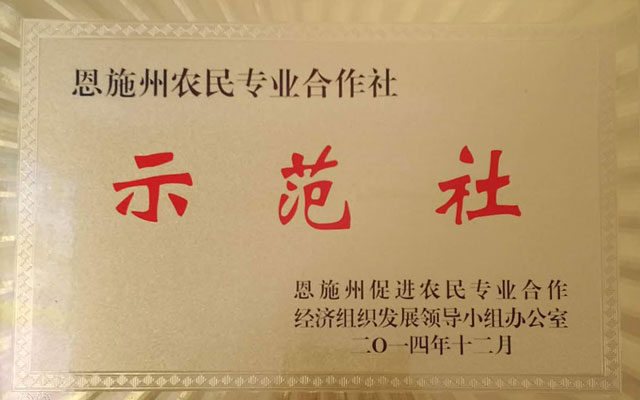 恩施州农民专业合作社
示范社
恩施州促进农民专业合作
经济组织发展领导小组办公室
二O一四年十二月